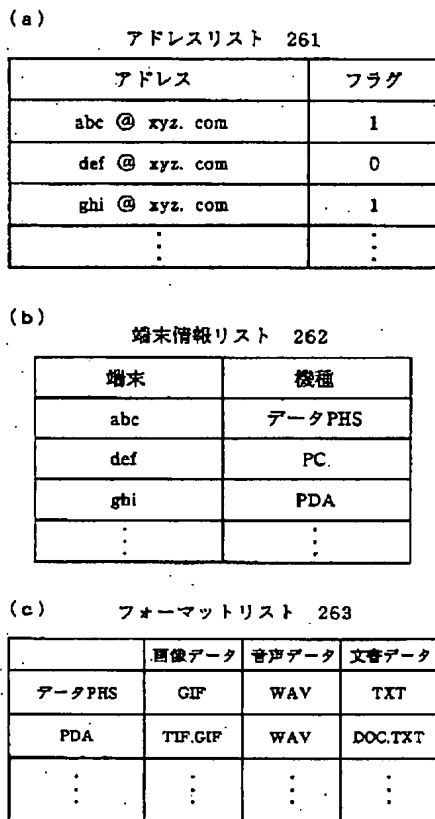 (a)
アドレスリスト 261
アドレス フラグ
abc @ xyz. com 1
def @ xyz. com 0
ghi @ xyz. com 1
(b)
端末情報リスト 262
端末 機種
abc データPHS
def PC
ghi PDA
(c) フォーマットリスト 263
画像データ 音声データ 文書データ
データPHS GIF WAV TXT
PDA TIF.GIF WAV DOC.TXT